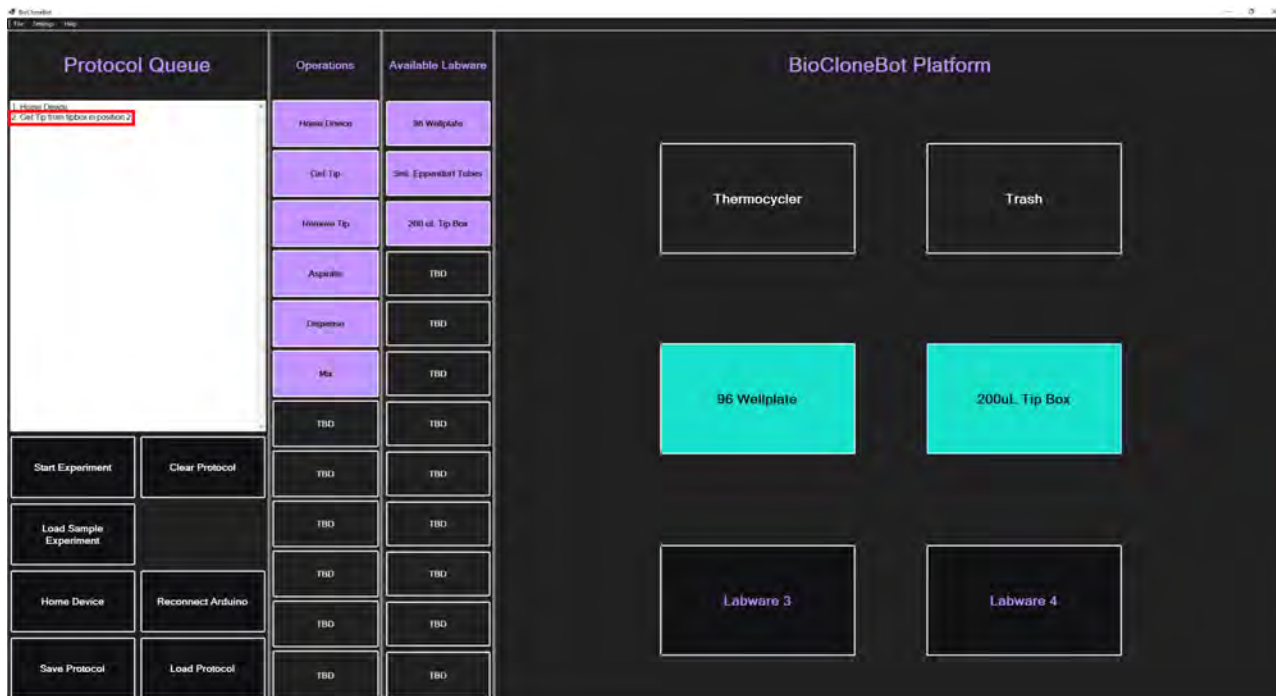 BioCloneBot
File Settings Help
Protocol Queue
1. Home Device
2. Get Tip from tipbox in position 2
Start Experiment
Clear Protocol
Load Sample
Experiment
Home Device
Reconnect Arduino
Save Protocol
Load Protocol
Operations
Home Device
Get Tip
Remove Tip
Aspirate
Dispense
Mix
TBD
TBD
TBD
TBD
TBD
TBD
Available Labware
96 Wellplate
5mL Eppendorf Tubes
200 uL Tip Box
TBD
TBD
TBD
TBD
TBD
TBD
TBD
TBD
TBD
BioCloneBot Platform
Thermocycler
Trash
96 Wellplate
200uL Tip Box
Labware 3
Labware 4